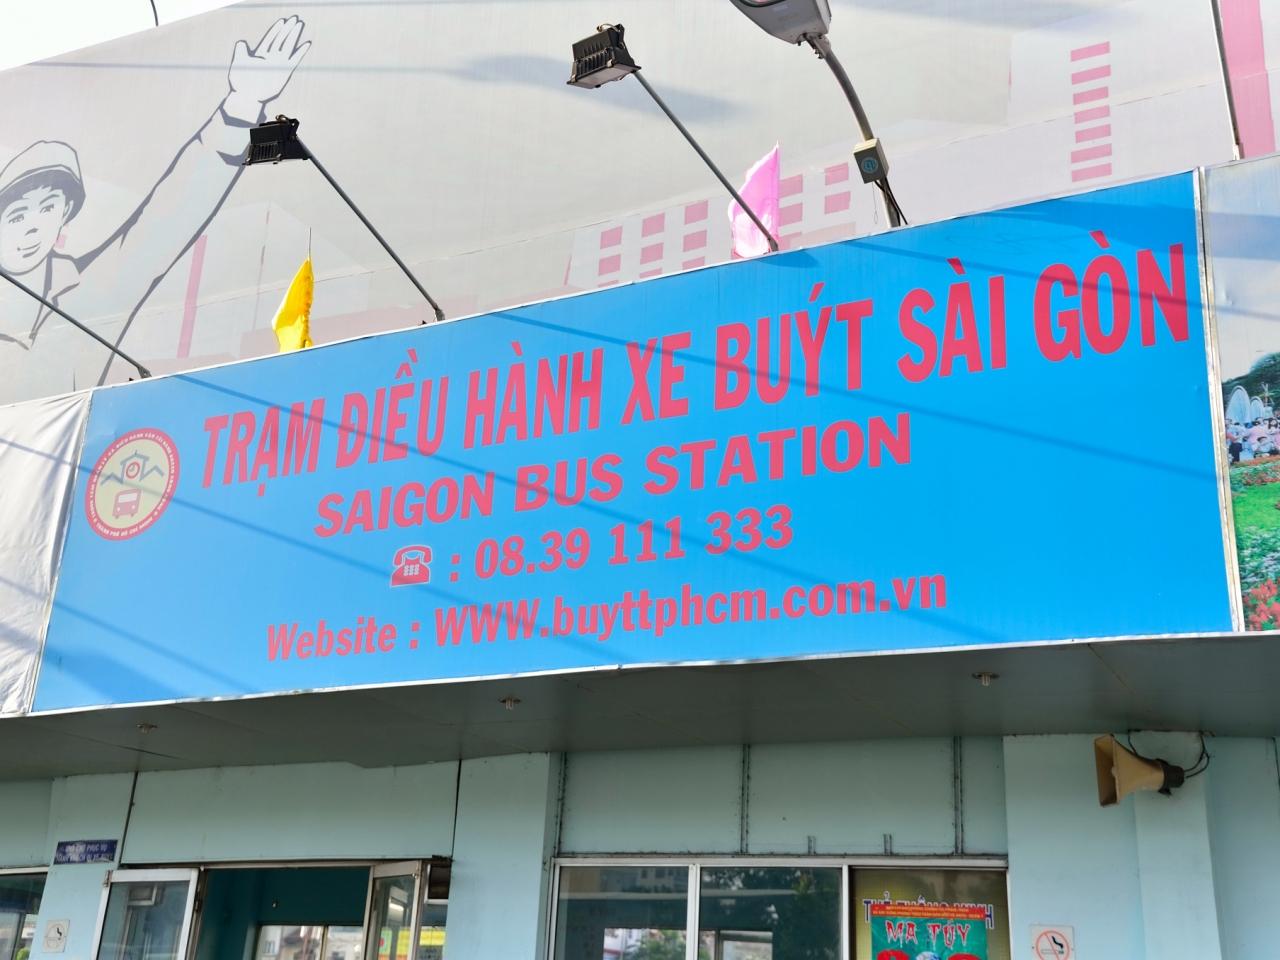 TRẠM ĐIỀU HÀNH XE BUÝT SÀI GÒN
SAIGON BUS STATION
: 08.39 111 333
Website : WWW.buyttphcm.com.vn
MA TÚY